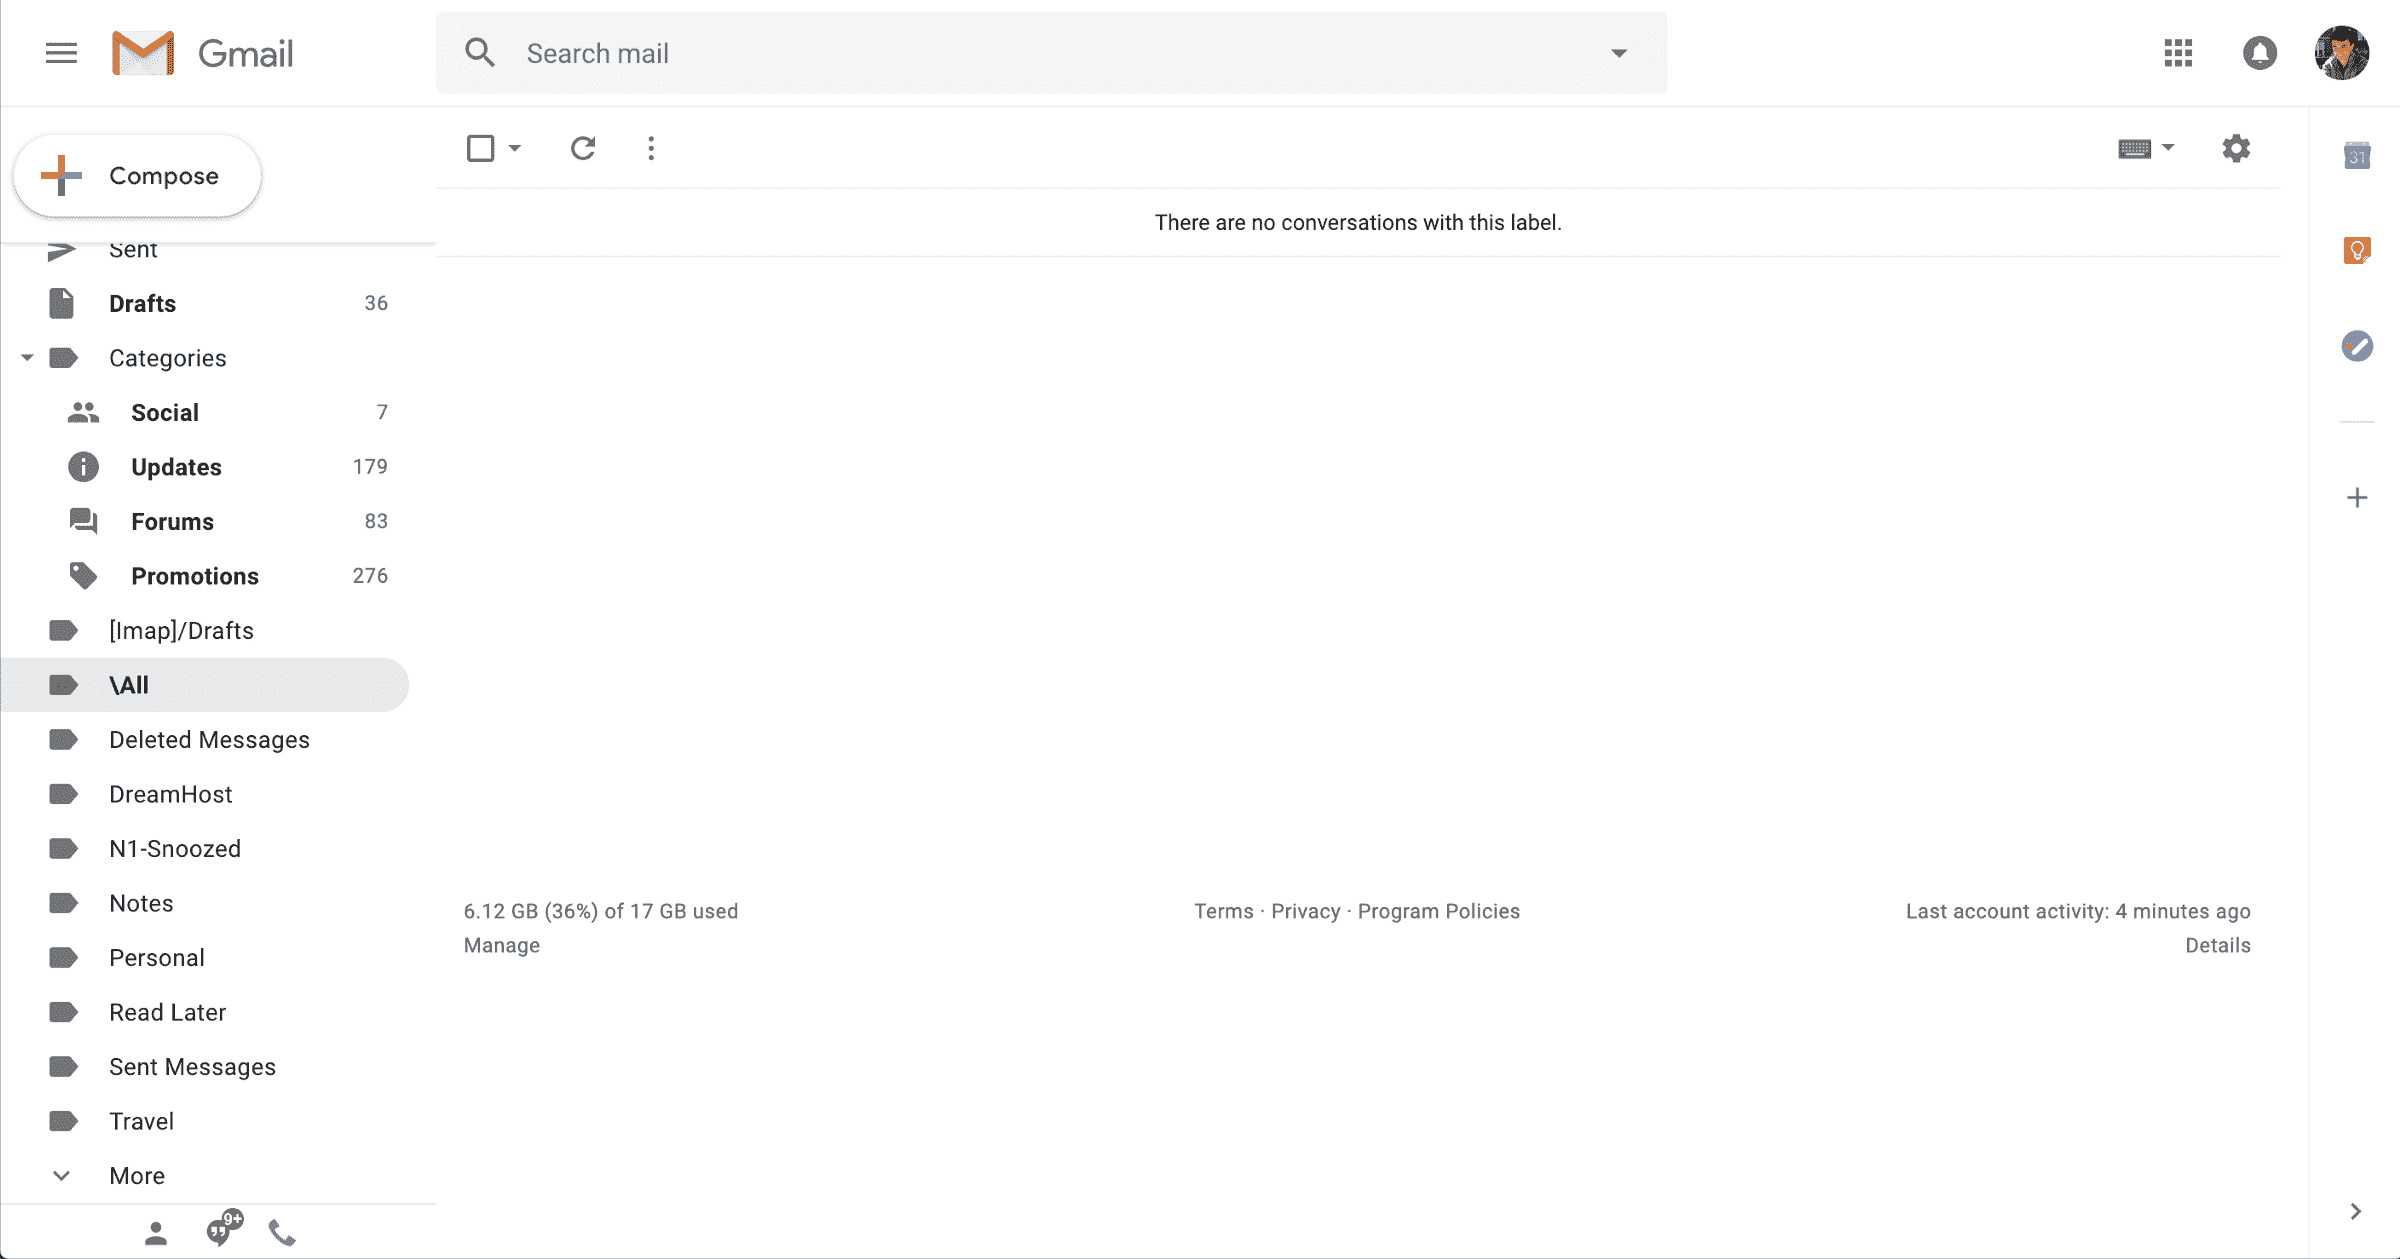 Gmail
Search mail
Compose
There are no conversations with this label.
Sent
Drafts 36
Categories
Social 7
Updates 179
Forums 83
Promotions 276
[Imap]/Drafts
\All
Deleted Messages
DreamHost
N1-Snoozed
Notes
Personal
Read Later
Sent Messages
Travel
More
9+
6.12 GB (36%) of 17 GB used
Manage
Terms · Privacy · Program Policies
Last account activity: 4 minutes ago
Details
31